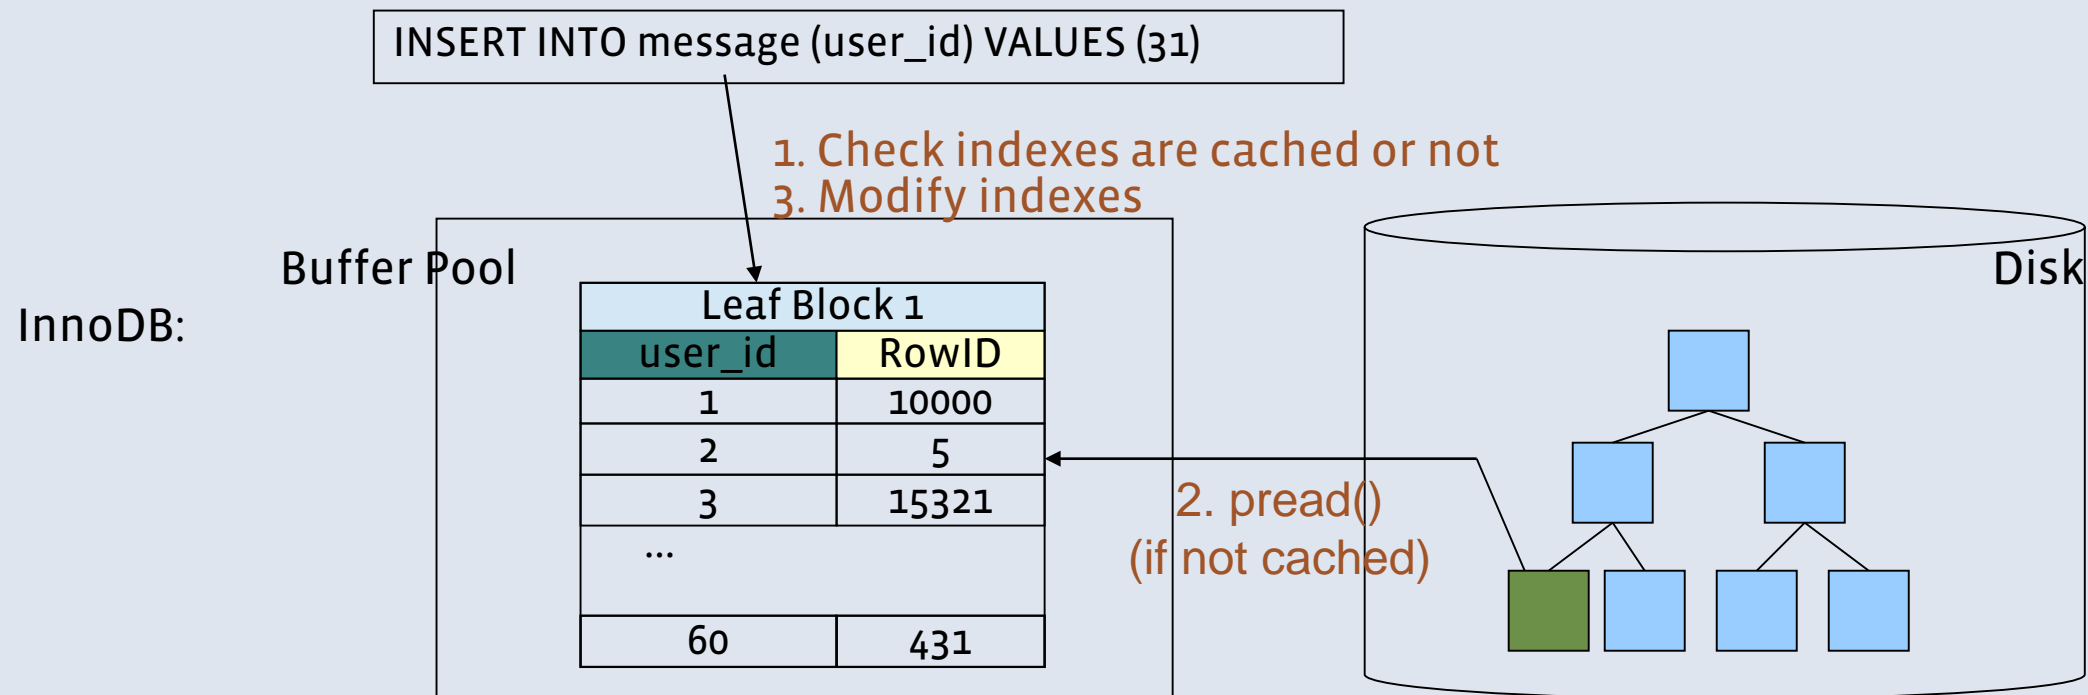 INSERT INTO message (user_id) VALUES (31)
1. Check indexes are cached or not
3. Modify indexes
Buffer Pool
Disk
InnoDB:
Leaf Block 1
user_id RowID
1 10000
2 5
3 15321
...
60 431
2. pread()
(if not cached)